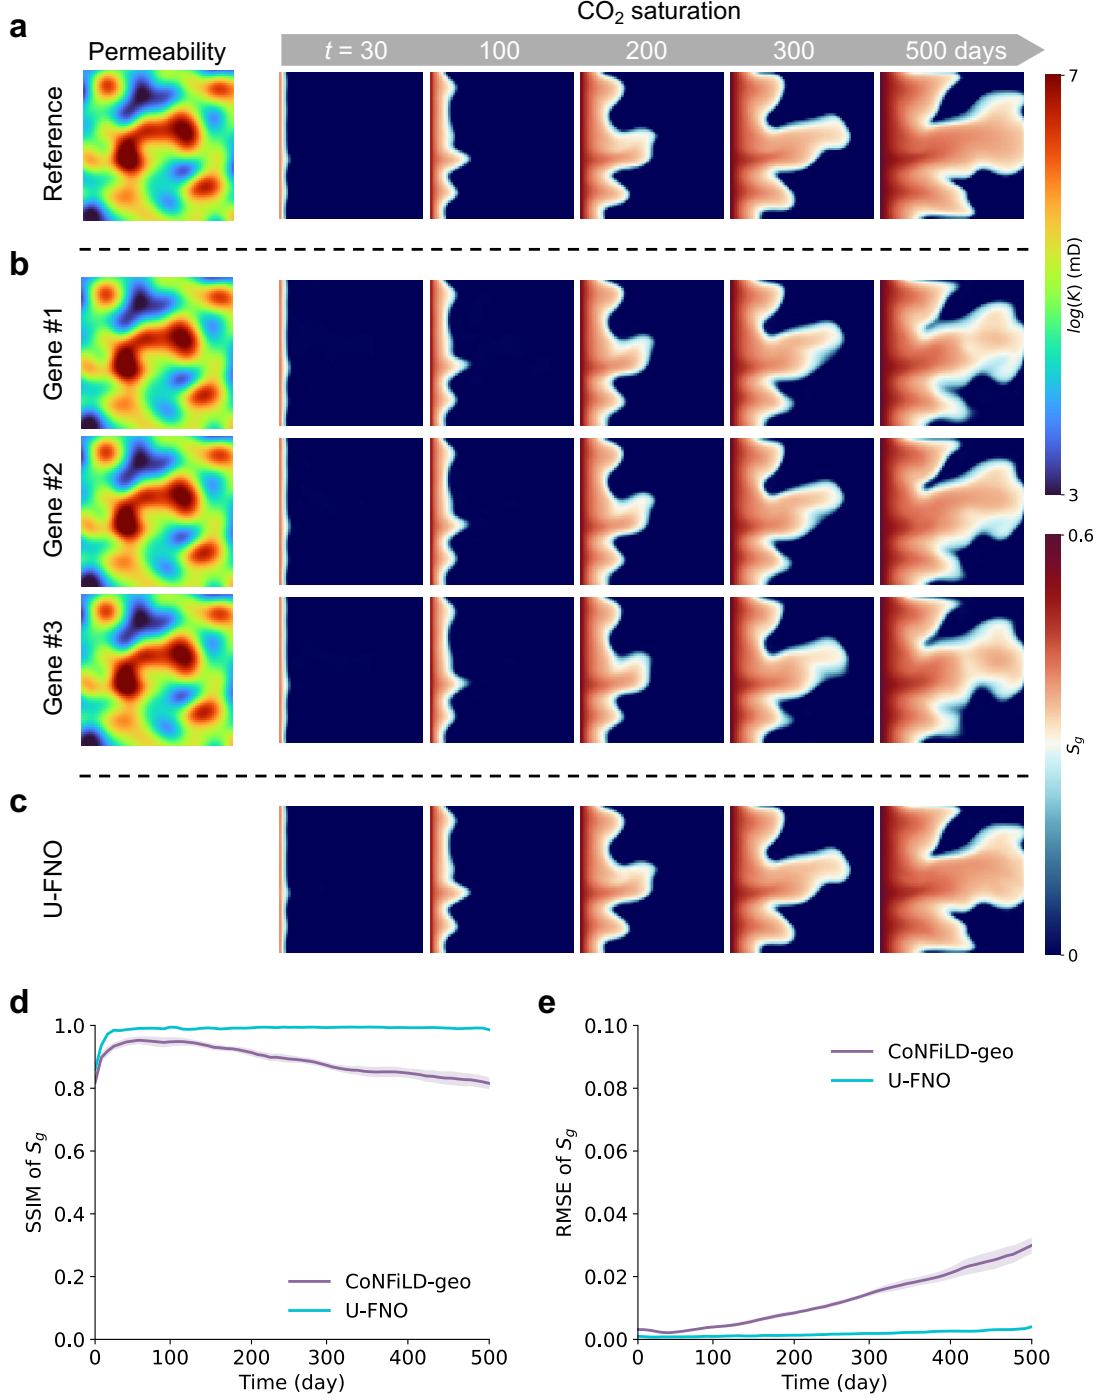 a
CO₂ saturation
Permeability
t = 30 100 200 300 500 days
Reference
7
log(K) (mD)
3
b
Gene #1
Gene #2
Gene #3
0.6
S_g
0
c
U-FNO
d
1.0
0.8
0.6
0.4
0.2
0.0
SSIM of S_g
CoNFiLD-geo
U-FNO
0 100 200 300 400 500
Time (day)
e
0.10
0.08
0.06
0.04
0.02
0.00
RMSE of S_g
CoNFiLD-geo
U-FNO
0 100 200 300 400 500
Time (day)